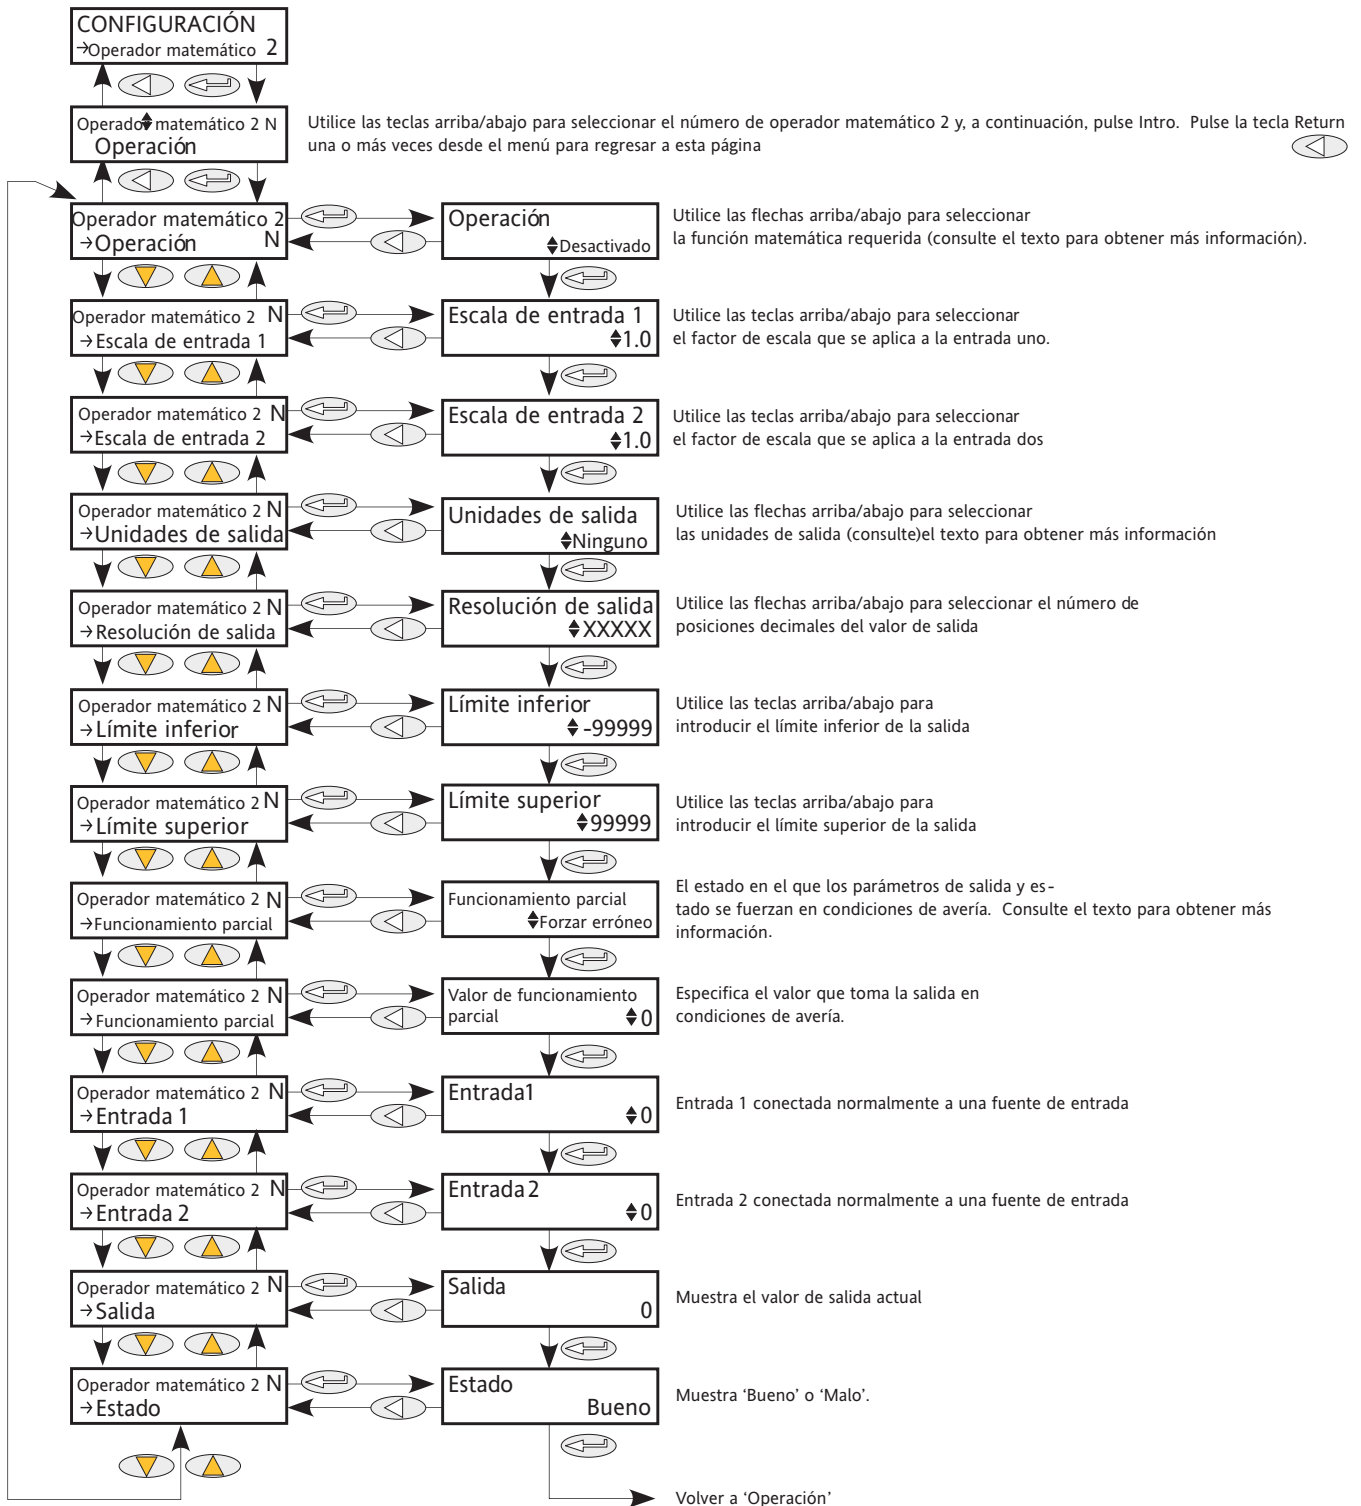 CONFIGURACIÓN
→Operador matemático 2
Operador matemático 2 N
Operación
Utilice las teclas arriba/abajo para seleccionar el número de operador matemático 2 y, a continuación, pulse Intro. Pulse la tecla Return
una o más veces desde el menú para regresar a esta página
Operador matemático 2
→Operación N
Operación
Desactivado
Utilice las flechas arriba/abajo para seleccionar
la función matemática requerida (consulte el texto para obtener más información).
Operador matemático 2 N
→Escala de entrada 1
Escala de entrada 1
1.0
Utilice las teclas arriba/abajo para seleccionar
el factor de escala que se aplica a la entrada uno.
Operador matemático 2 N
→Escala de entrada 2
Escala de entrada 2
1.0
Utilice las teclas arriba/abajo para seleccionar
el factor de escala que se aplica a la entrada dos
Operador matemático 2 N
→Unidades de salida
Unidades de salida
Ninguno
Utilice las flechas arriba/abajo para seleccionar
las unidades de salida (consulte)el texto para obtener más información
Operador matemático 2 N
→Resolución de salida
Resolución de salida
XXXXX
Utilice las flechas arriba/abajo para seleccionar el número de
posiciones decimales del valor de salida
Operador matemático 2 N
→Límite inferior
Límite inferior
-99999
Utilice las teclas arriba/abajo para
introducir el límite inferior de la salida
Operador matemático 2 N
→Límite superior
Límite superior
99999
Utilice las teclas arriba/abajo para
introducir el límite superior de la salida
Operador matemático 2 N
→Funcionamiento parcial
Funcionamiento parcial
Forzar erróneo
El estado en el que los parámetros de salida y es-
tado se fuerzan en condiciones de avería. Consulte el texto para obtener más
información.
Operador matemático 2 N
→Funcionamiento parcial
Valor de funcionamiento
parcial 0
Especifica el valor que toma la salida en
condiciones de avería.
Operador matemático 2 N
→Entrada 1
Entrada1
0
Entrada 1 conectada normalmente a una fuente de entrada
Operador matemático 2 N
→Entrada 2
Entrada 2
0
Entrada 2 conectada normalmente a una fuente de entrada
Operador matemático 2 N
→Salida
Salida
0
Muestra el valor de salida actual
Operador matemático 2 N
→Estado
Estado
Bueno
Muestra ‘Bueno’ o ‘Malo’.
Volver a ‘Operación’